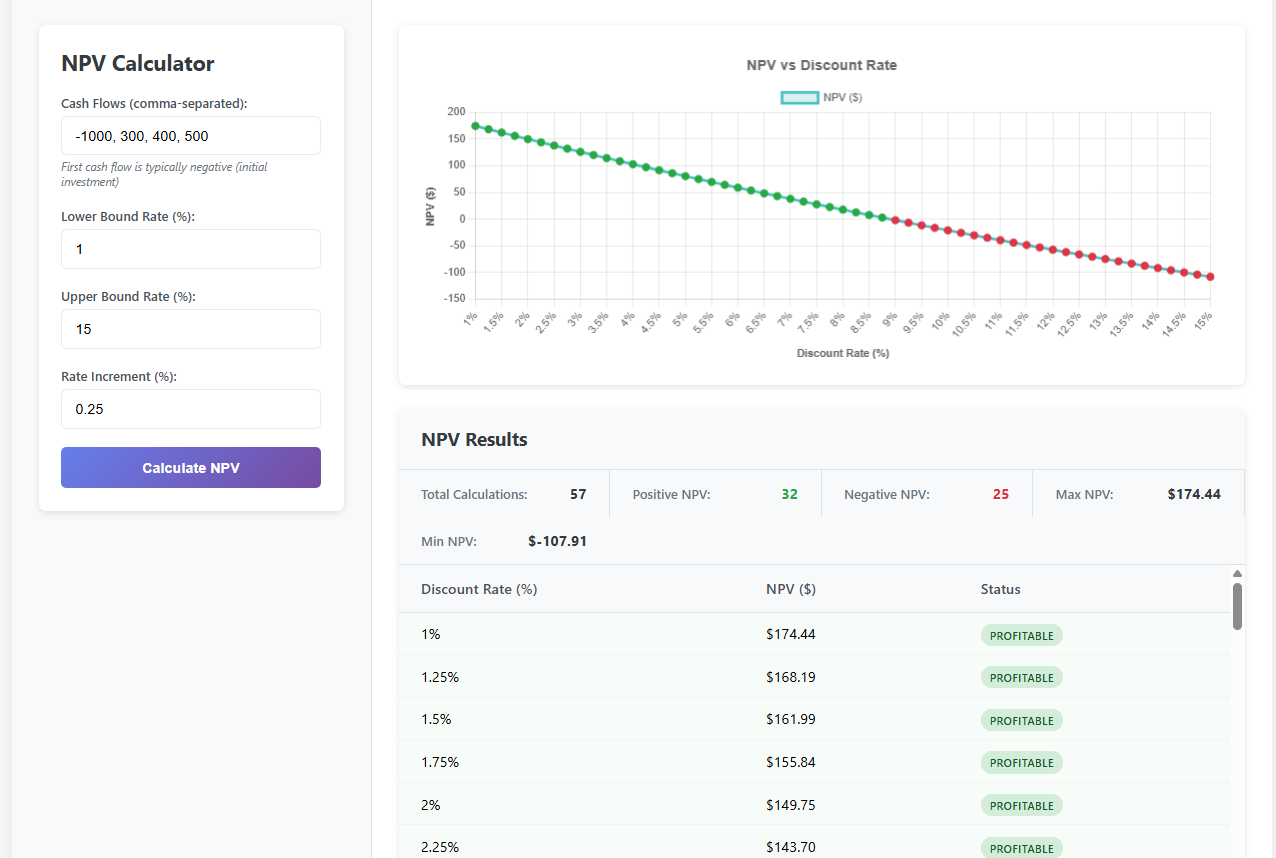 NPV Calculator
Cash Flows (comma-separated):
-1000, 300, 400, 500
First cash flow is typically negative (initial
investment)
Lower Bound Rate (%):
1
Upper Bound Rate (%):
15
Rate Increment (%):
0.25
Calculate NPV
NPV vs Discount Rate
NPV ($)
NPV ($)
200
150
100
50
0
-50
-100
-150
1% 1.5% 2% 2.5% 3% 3.5% 4% 4.5% 5% 5.5% 6% 6.5% 7% 7.5% 8% 8.5% 9% 9.5% 10% 10.5% 11% 11.5% 12% 12.5% 13% 13.5% 14% 14.5% 15%
Discount Rate (%)
NPV Results
Total Calculations: 57 Positive NPV: 32 Negative NPV: 25 Max NPV: $174.44
Min NPV: $-107.91
Discount Rate (%) NPV ($) Status
1% $174.44 PROFITABLE
1.25% $168.19 PROFITABLE
1.5% $161.99 PROFITABLE
1.75% $155.84 PROFITABLE
2% $149.75 PROFITABLE
2.25% $143.70 PROFITABLE